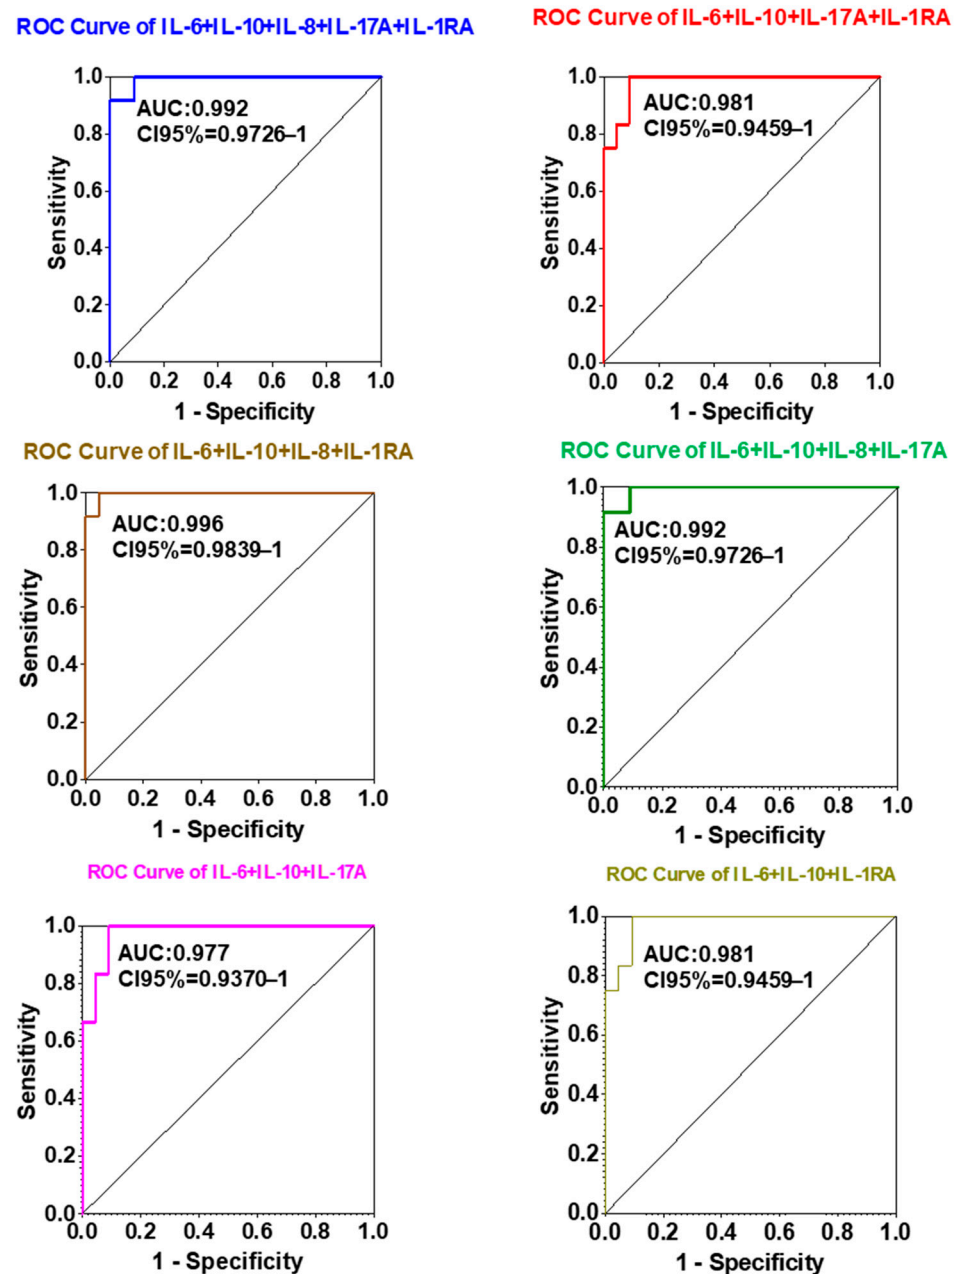 ROC Curve of IL-6+IL-10+IL-8+IL-17A+IL-1RA
1.0
0.8
0.6
0.4
0.2
0.0
Sensitivity
AUC:0.992
CI95%=0.9726–1
0.0 0.2 0.4 0.6 0.8 1.0
1 - Specificity
ROC Curve of IL-6+IL-10+IL-17A+IL-1RA
1.0
0.8
0.6
0.4
0.2
0.0
Sensitivity
AUC:0.981
CI95%=0.9459–1
0.0 0.2 0.4 0.6 0.8 1.0
1 - Specificity
ROC Curve of IL-6+IL-10+IL-8+IL-1RA
1.0
0.8
0.6
0.4
0.2
0.0
Sensitivity
AUC:0.996
CI95%=0.9839–1
0.0 0.2 0.4 0.6 0.8 1.0
1 - Specificity
ROC Curve of IL-6+IL-10+IL-8+IL-17A
1.0
0.8
0.6
0.4
0.2
0.0
Sensitivity
AUC:0.992
CI95%=0.9726–1
0.0 0.2 0.4 0.6 0.8 1.0
1 - Specificity
ROC Curve of IL-6+IL-10+IL-17A
1.0
0.8
0.6
0.4
0.2
0.0
Sensitivity
AUC:0.977
CI95%=0.9370–1
0.0 0.2 0.4 0.6 0.8 1.0
1 - Specificity
ROC Curve of IL-6+IL-10+IL-1RA
1.0
0.8
0.6
0.4
0.2
0.0
Sensitivity
AUC:0.981
CI95%=0.9459–1
0.0 0.2 0.4 0.6 0.8 1.0
1 - Specificity